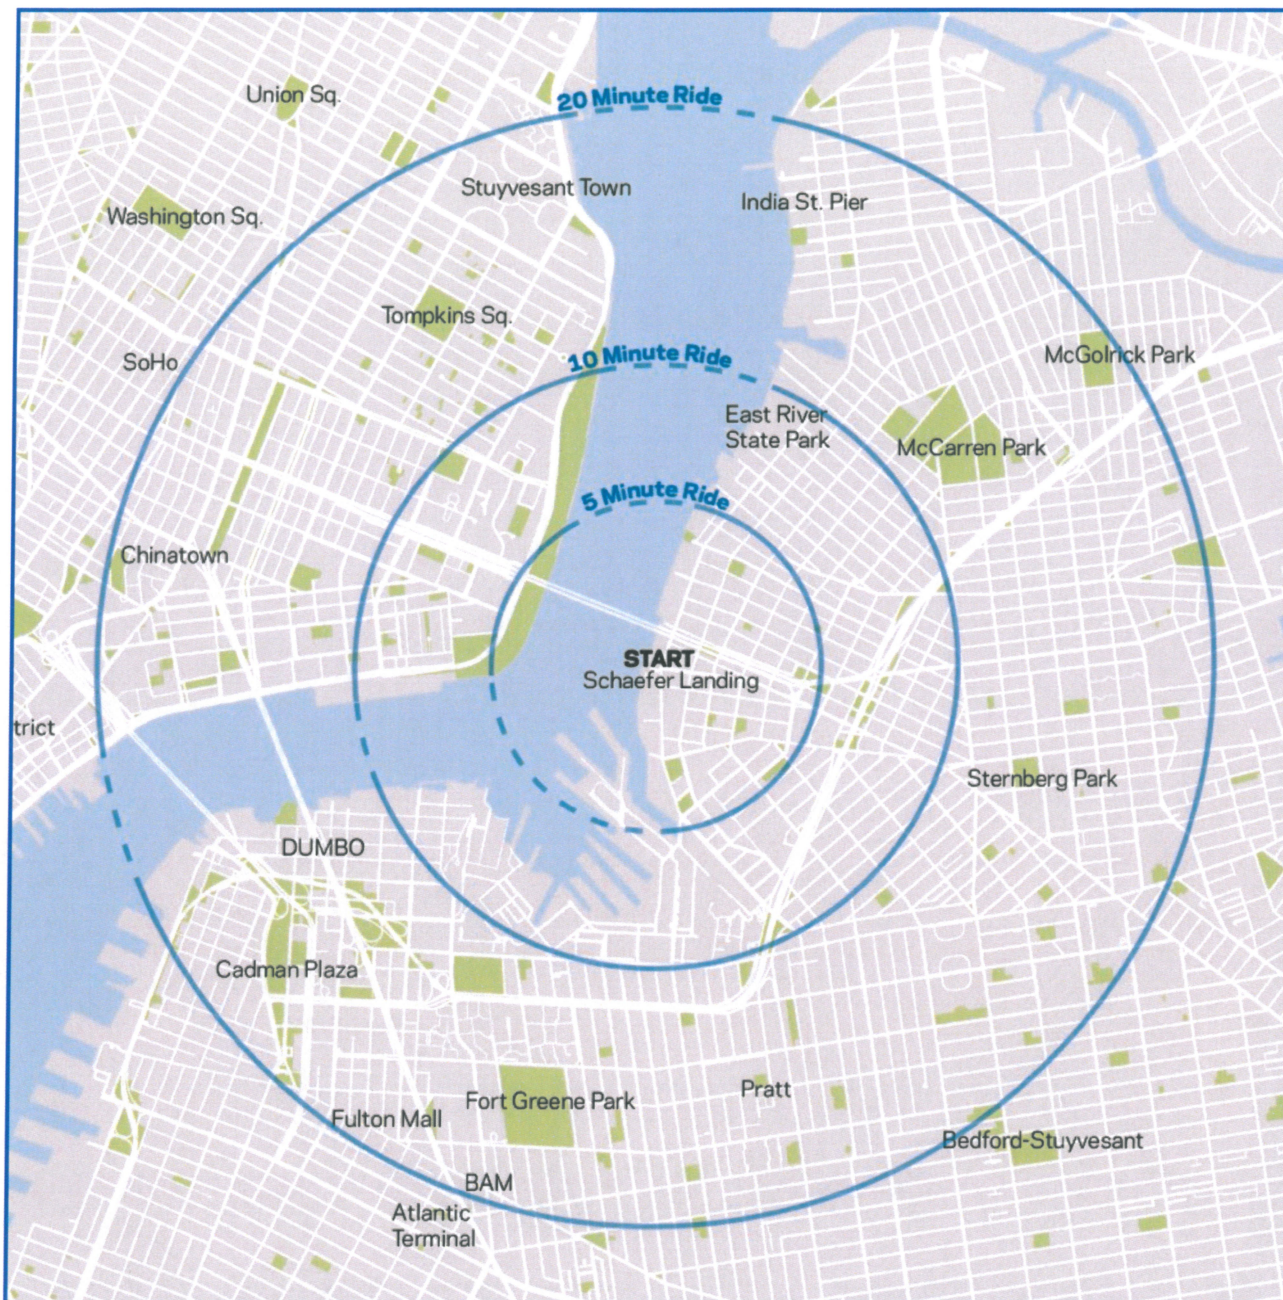 20 Minute Ride
Union Sq.
Stuyvesant Town
India St. Pier
Washington Sq.
Tompkins Sq.
10 Minute Ride
SoHo
McGolrick Park
East River
State Park
McCarren Park
5 Minute Ride
Chinatown
START
Schaefer Landing
trict
Sternberg Park
DUMBO
Cadman Plaza
Pratt
Fort Greene Park
Fulton Mall
Bedford-Stuyvesant
BAM
Atlantic
Terminal